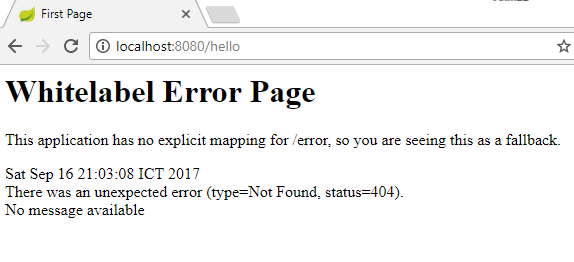 First Page
localhost:8080/hello
Whitelabel Error Page
This application has no explicit mapping for /error, so you are seeing this as a fallback.
Sat Sep 16 21:03:08 ICT 2017
There was an unexpected error (type=Not Found, status=404).
No message available